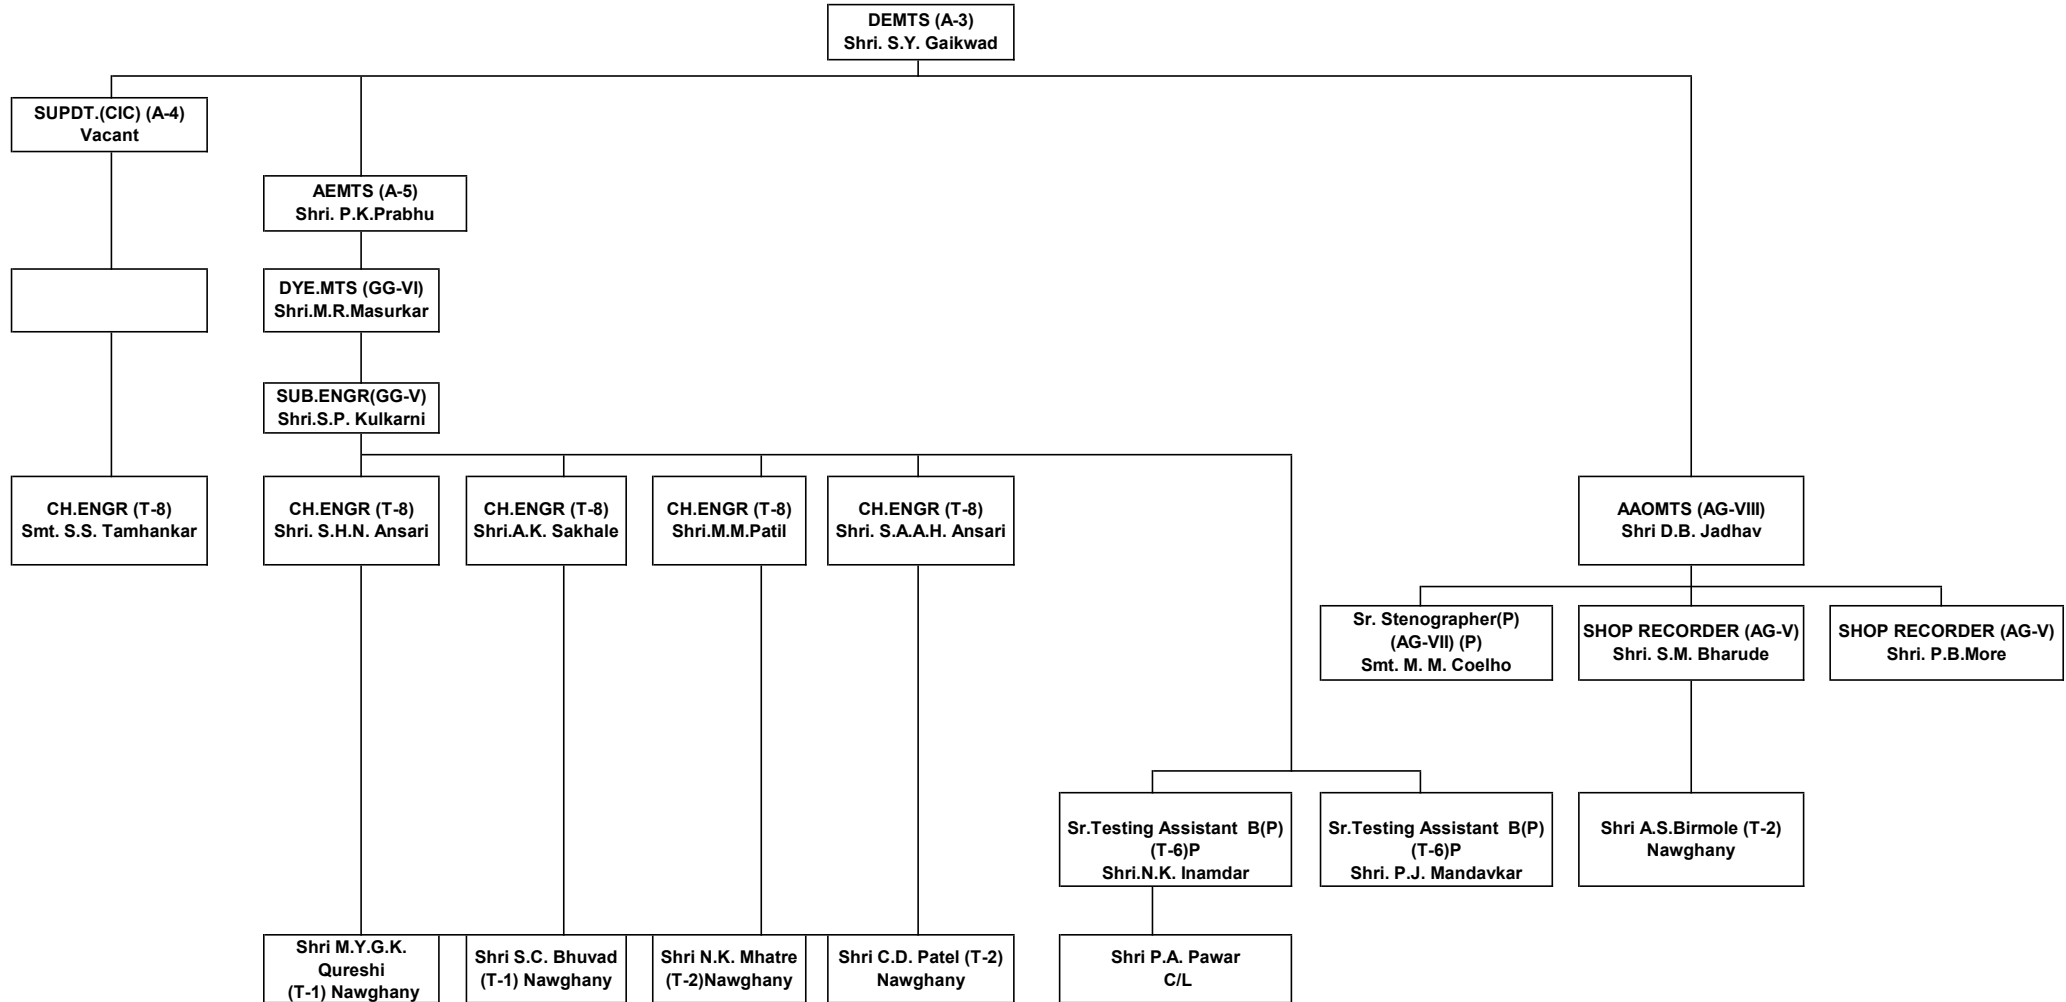 DEMTS (A-3)
Shri. S.Y. Gaikwad
SUPDT.(CIC) (A-4)
Vacant
AEMTS (A-5)
Shri. P.K.Prabhu
DYE.MTS (GG-VI)
Shri.M.R.Masurkar
SUB.ENGR(GG-V)
Shri.S.P. Kulkarni
CH.ENGR (T-8)
Smt. S.S. Tamhankar
CH.ENGR (T-8)
Shri. S.H.N. Ansari
CH.ENGR (T-8)
Shri.A.K. Sakhale
CH.ENGR (T-8)
Shri.M.M.Patil
CH.ENGR (T-8)
Shri. S.A.A.H. Ansari
AAOMTS (AG-VIII)
Shri D.B. Jadhav
Sr. Stenographer(P)
(AG-VII) (P)
Smt. M. M. Coelho
SHOP RECORDER (AG-V)
Shri. S.M. Bharude
SHOP RECORDER (AG-V)
Shri. P.B.More
Sr.Testing Assistant B(P)
(T-6)P
Shri.N.K. Inamdar
Sr.Testing Assistant B(P)
(T-6)P
Shri. P.J. Mandavkar
Shri A.S.Birmole (T-2)
Nawghany
Shri M.Y.G.K.
Qureshi
(T-1) Nawghany
Shri S.C. Bhuvad
(T-1) Nawghany
Shri N.K. Mhatre
(T-2)Nawghany
Shri C.D. Patel (T-2)
Nawghany
Shri P.A. Pawar
C/L